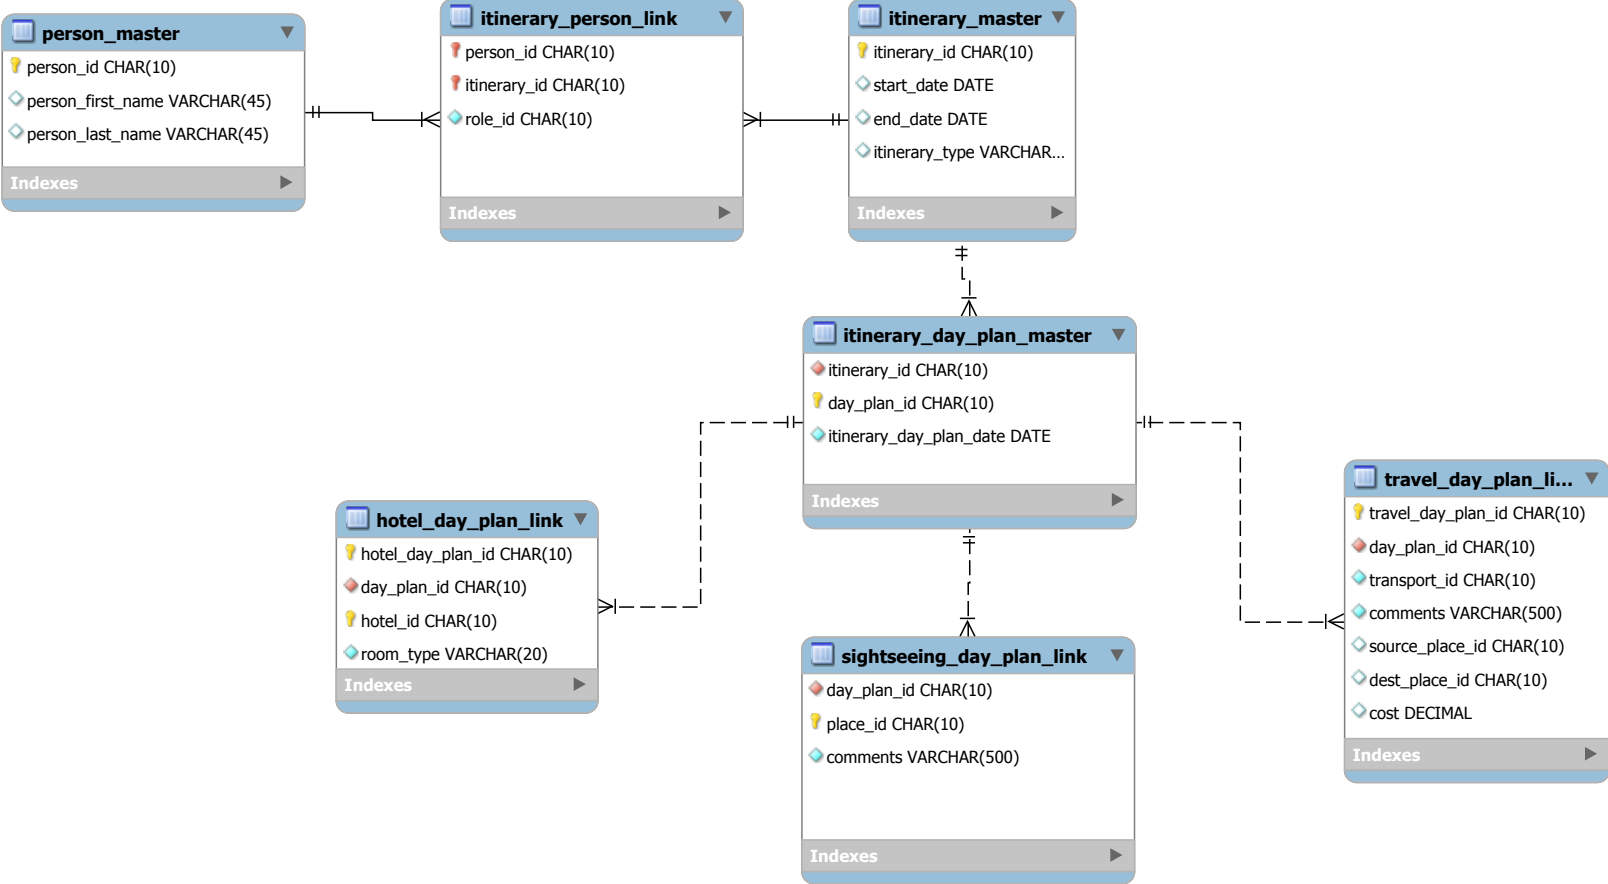 person_master
person_id CHAR(10)
person_first_name VARCHAR(45)
person_last_name VARCHAR(45)
Indexes
itinerary_person_link
person_id CHAR(10)
itinerary_id CHAR(10)
role_id CHAR(10)
Indexes
itinerary_master
itinerary_id CHAR(10)
start_date DATE
end_date DATE
itinerary_type VARCHAR...
Indexes
itinerary_day_plan_master
itinerary_id CHAR(10)
day_plan_id CHAR(10)
itinerary_day_plan_date DATE
Indexes
hotel_day_plan_link
hotel_day_plan_id CHAR(10)
day_plan_id CHAR(10)
hotel_id CHAR(10)
room_type VARCHAR(20)
Indexes
sightseeing_day_plan_link
day_plan_id CHAR(10)
place_id CHAR(10)
comments VARCHAR(500)
Indexes
travel_day_plan_li...
travel_day_plan_id CHAR(10)
day_plan_id CHAR(10)
transport_id CHAR(10)
comments VARCHAR(500)
source_place_id CHAR(10)
dest_place_id CHAR(10)
cost DECIMAL
Indexes